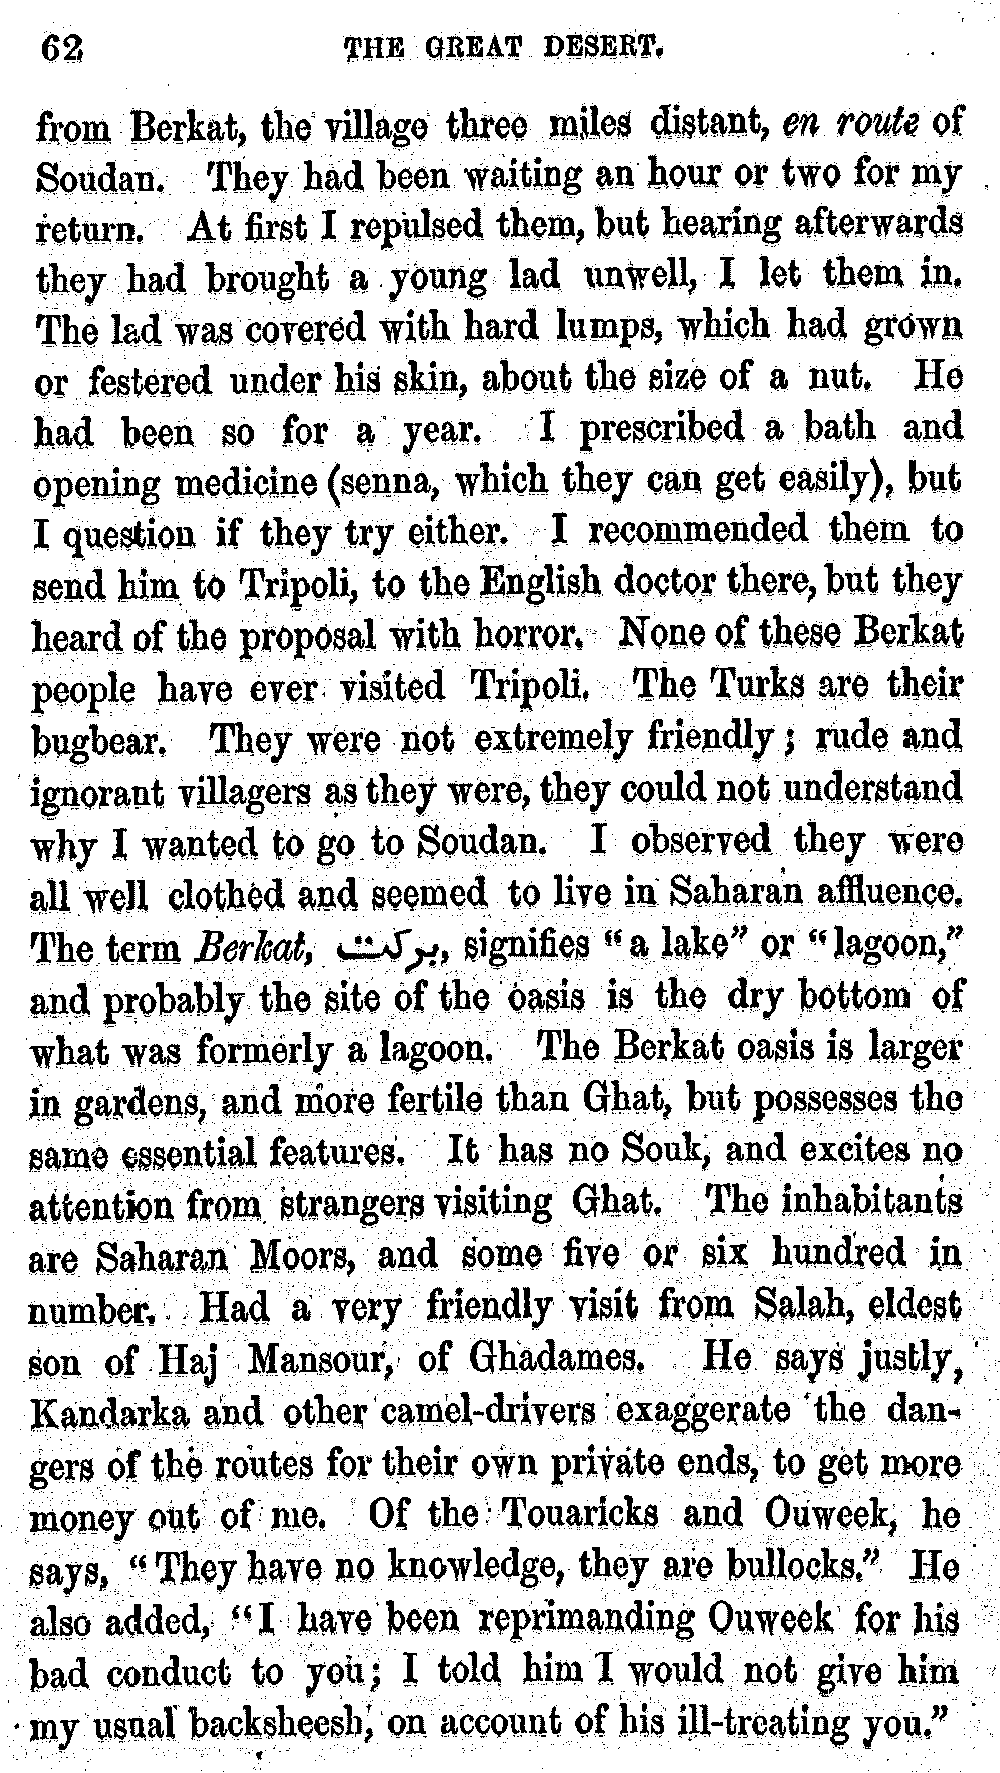 62 THE GREAT DESERT.
from Berkat, the village three miles distant, en route of
Soudan. They had been waiting an hour or two for my
return. At first I repulsed them, but hearing afterwards
they had brought a young lad unwell, I let them in.
The lad was covered with hard lumps, which had grown
or festered under his skin, about the size of a nut. He
had been so for a year. I prescribed a bath and
opening medicine (senna, which they can get easily), but
I question if they try either. I recommended them to
send him to Tripoli, to the English doctor there, but they
heard of the proposal with horror. None of these Berkat
people have ever visited Tripoli. The Turks are their
bugbear. They were not extremely friendly; rude and
ignorant villagers as they were, they could not understand
why I wanted to go to Soudan. I observed they were
all well clothed and seemed to live in Saharan affluence.
The term Berkat, بركت, signifies "a lake" or "lagoon,"
and probably the site of the oasis is the dry bottom of
what was formerly a lagoon. The Berkat oasis is larger
in gardens, and more fertile than Ghat, but possesses the
same essential features. It has no Souk, and excites no
attention from strangers visiting Ghat. The inhabitants
are Saharan Moors, and some five or six hundred in
number. Had a very friendly visit from Salah, eldest
son of Haj Mansour, of Ghadames. He says justly,
Kandarka and other camel-drivers exaggerate the dan-
gers of the routes for their own private ends, to get more
money out of me. Of the Touaricks and Ouweek, he
says, "They have no knowledge, they are bullocks." He
also added, "I have been reprimanding Ouweek for his
bad conduct to you; I told him I would not give him
my usual backsheesh, on account of his ill-treating you."